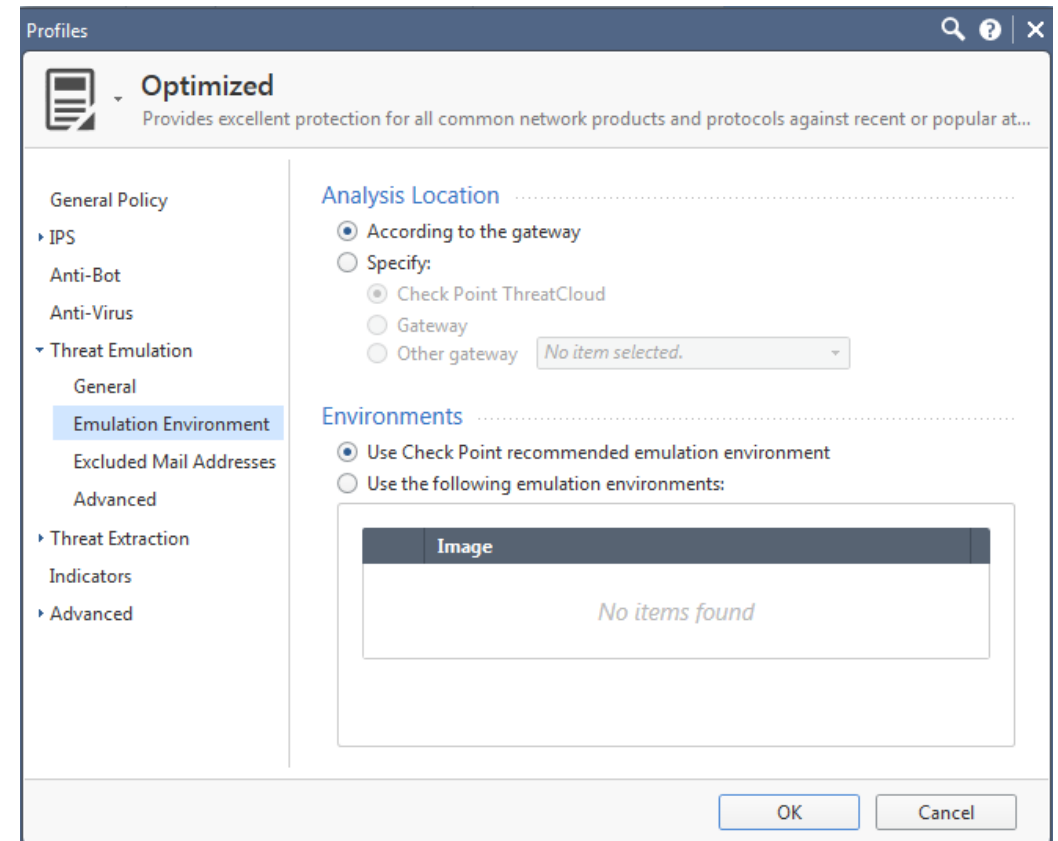 Profiles
Optimized
Provides excellent protection for all common network products and protocols against recent or popular at...
General Policy
IPS
Anti-Bot
Anti-Virus
Threat Emulation
General
Emulation Environment
Excluded Mail Addresses
Advanced
Threat Extraction
Indicators
Advanced
Analysis Location
According to the gateway
Specify:
Check Point ThreatCloud
Gateway
Other gateway No item selected.
Environments
Use Check Point recommended emulation environment
Use the following emulation environments:
Image
No items found
OK Cancel